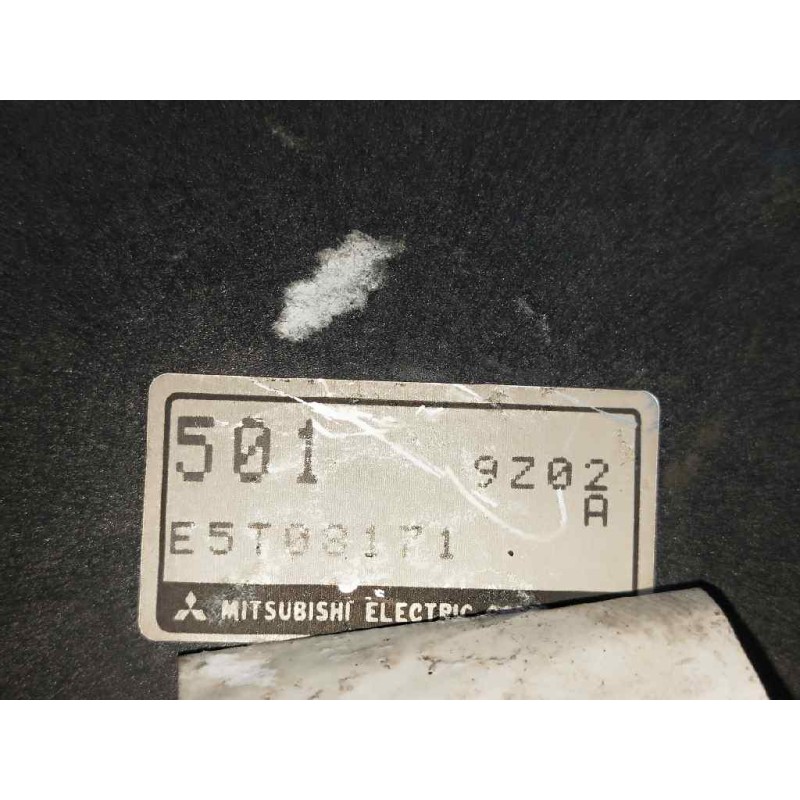 501 9Z02
A
E5T08171
MITSUBISHI ELECTRIC